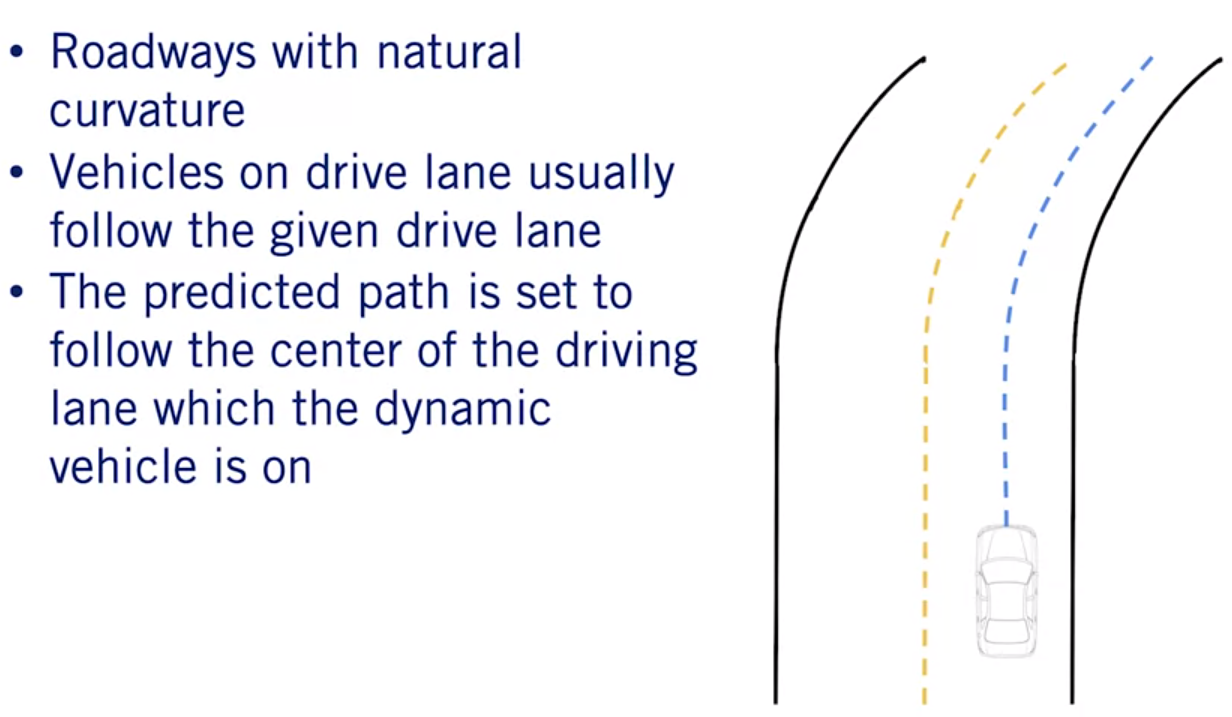 • Roadways with natural
curvature
• Vehicles on drive lane usually
follow the given drive lane
• The predicted path is set to
follow the center of the driving
lane which the dynamic
vehicle is on